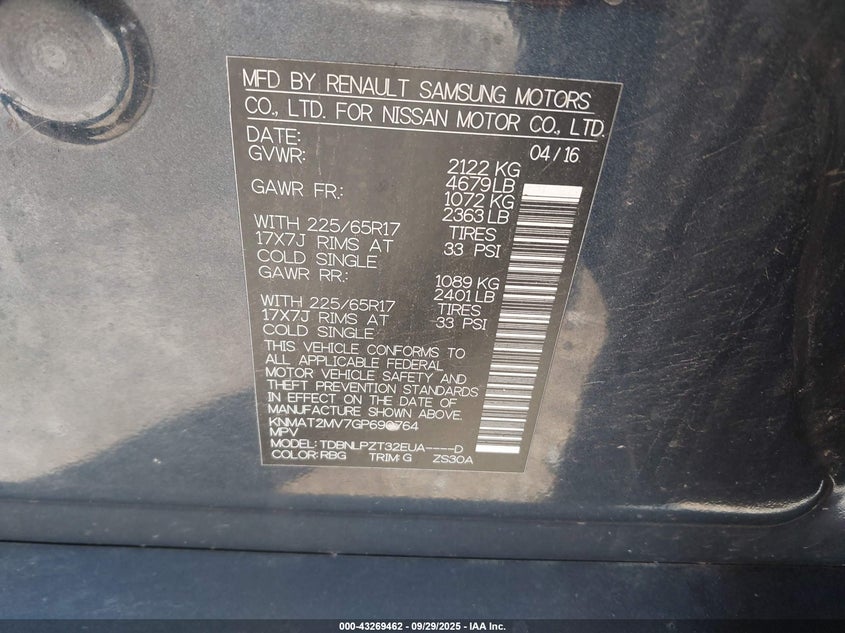 MFD BY RENAULT SAMSUNG MOTORS
CO., LTD. FOR NISSAN MOTOR CO., LTD.
DATE: 04/16
GVWR: 2122 KG
4679 LB
GAWR FR.: 1072 KG
2363 LB
WITH 225/65R17 TIRES
17X7J RIMS AT 33 PSI
COLD SINGLE
GAWR RR.: 1089 KG
2401 LB
WITH 225/65R17 TIRES
17X7J RIMS AT 33 PSI
COLD SINGLE
THIS VEHICLE CONFORMS TO
ALL APPLICABLE FEDERAL
MOTOR VEHICLE SAFETY AND
THEFT PREVENTION STANDARDS
IN EFFECT ON THE DATE OF
MANUFACTURE SHOWN ABOVE.
MPV
MODEL: TDBNLPZT32EUA----D
COLOR: RBG TRIM: G ZS30A
000-43269462 - 09/29/2025 - IAA Inc.